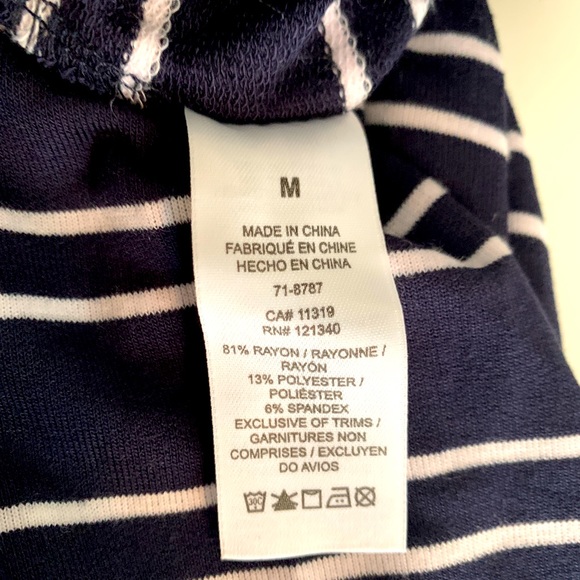 M
MADE IN CHINA
FABRIQUÉ EN CHINE
HECHO EN CHINA
71-8787
CA# 11319
RN# 121340
81% RAYON / RAYONNE /
RAYÓN
13% POLYESTER /
POLIÉSTER
6% SPANDEX
EXCLUSIVE OF TRIMS /
GARNITURES NON
COMPRISES / EXCLUYEN
DO AVIOS
30C